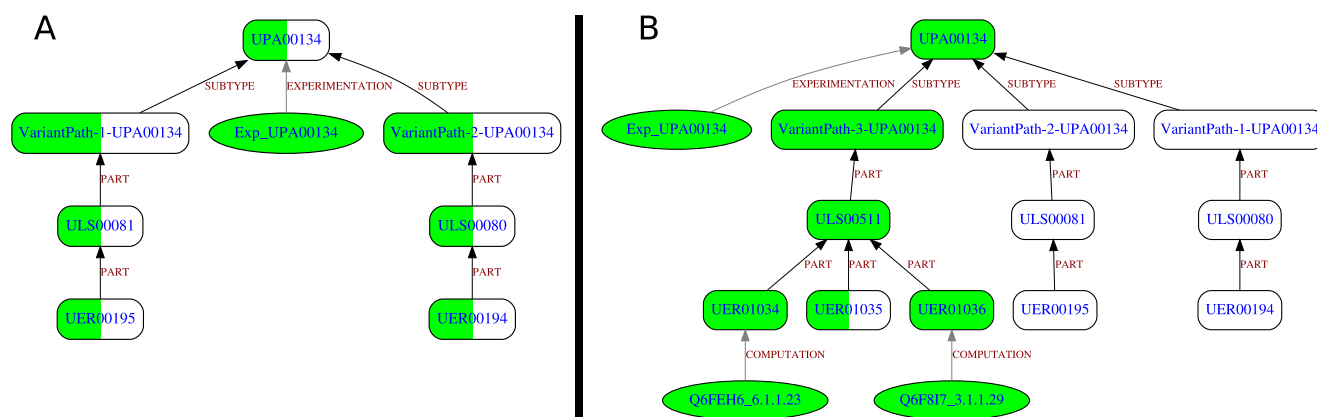 A
UPA00134
SUBTYPE
EXPERIMENTATION
SUBTYPE
VariantPath-1-UPA00134
Exp_UPA00134
VariantPath-2-UPA00134
PART
PART
ULS00081
ULS00080
PART
PART
UER00195
UER00194
B
UPA00134
EXPERIMENTATION
SUBTYPE
SUBTYPE
SUBTYPE
Exp_UPA00134
VariantPath-3-UPA00134
VariantPath-2-UPA00134
VariantPath-1-UPA00134
PART
PART
PART
ULS00511
ULS00081
ULS00080
PART
PART
PART
PART
PART
UER01034
UER01035
UER01036
UER00195
UER00194
COMPUTATION
COMPUTATION
Q6FEH6_6.1.1.23
Q6F8I7_3.1.1.29